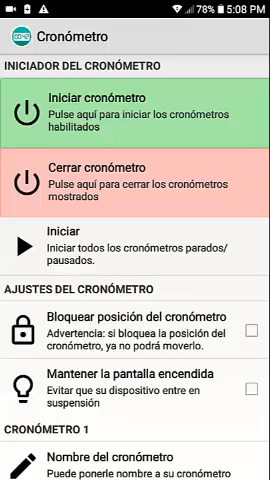 78% 5:08 PM
Cronómetro
INICIADOR DEL CRONÓMETRO
Iniciar cronómetro
Pulse aquí para iniciar los cronómetros
habilitados
Cerrar cronómetro
Pulse aquí para cerrar los cronómetros
mostrados
Iniciar
Iniciar todos los cronómetros parados/
pausados.
AJUSTES DEL CRONÓMETRO
Bloquear posición del cronómetro
Advertencia: si bloquea la posición del
cronómetro, ya no podrá moverlo.
Mantener la pantalla encendida
Evitar que su dispositivo entre en
suspensión
CRONÓMETRO 1
Nombre del cronómetro
Puede ponerle nombre a su cronómetro